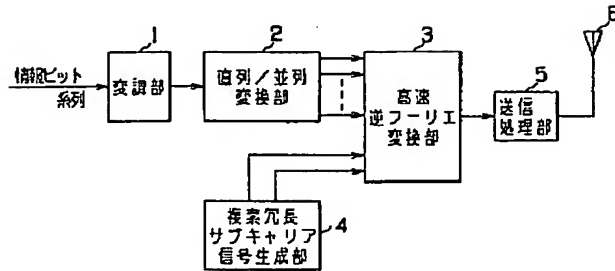 1
2
3
5
6
情報ビット
系列
変調部
直列/並列
変換部
高速
逆フーリエ
変換部
送信
処理部
複素冗長
サブキャリア
信号生成部
4